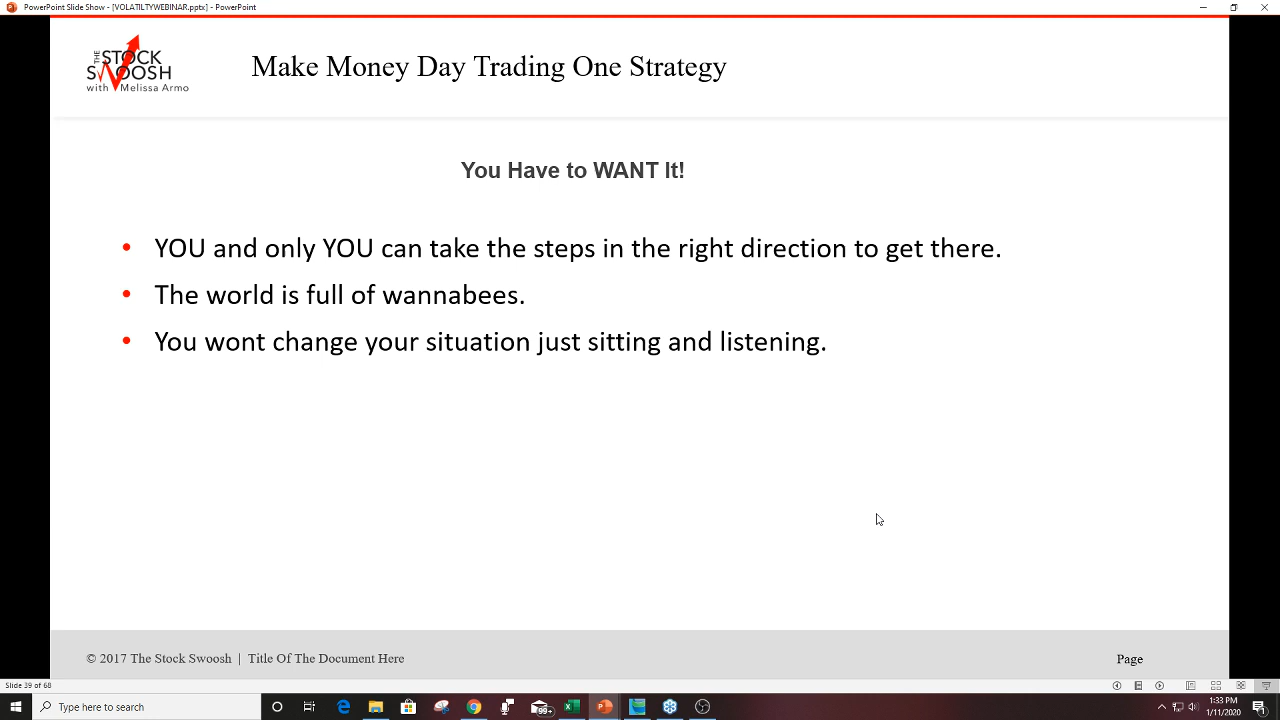 PowerPoint Slide Show - [VOLATILTYWEBINAR.pptx] - PowerPoint
THE STOCK
SWOOSH
with Melissa Armo
Make Money Day Trading One Strategy
You Have to WANT It!
• YOU and only YOU can take the steps in the right direction to get there.
• The world is full of wannabees.
• You wont change your situation just sitting and listening.
© 2017 The Stock Swoosh | Title Of The Document Here
Page
Slide 39 of 68
Type here to search
99+
1:33 PM
1/11/2020
1